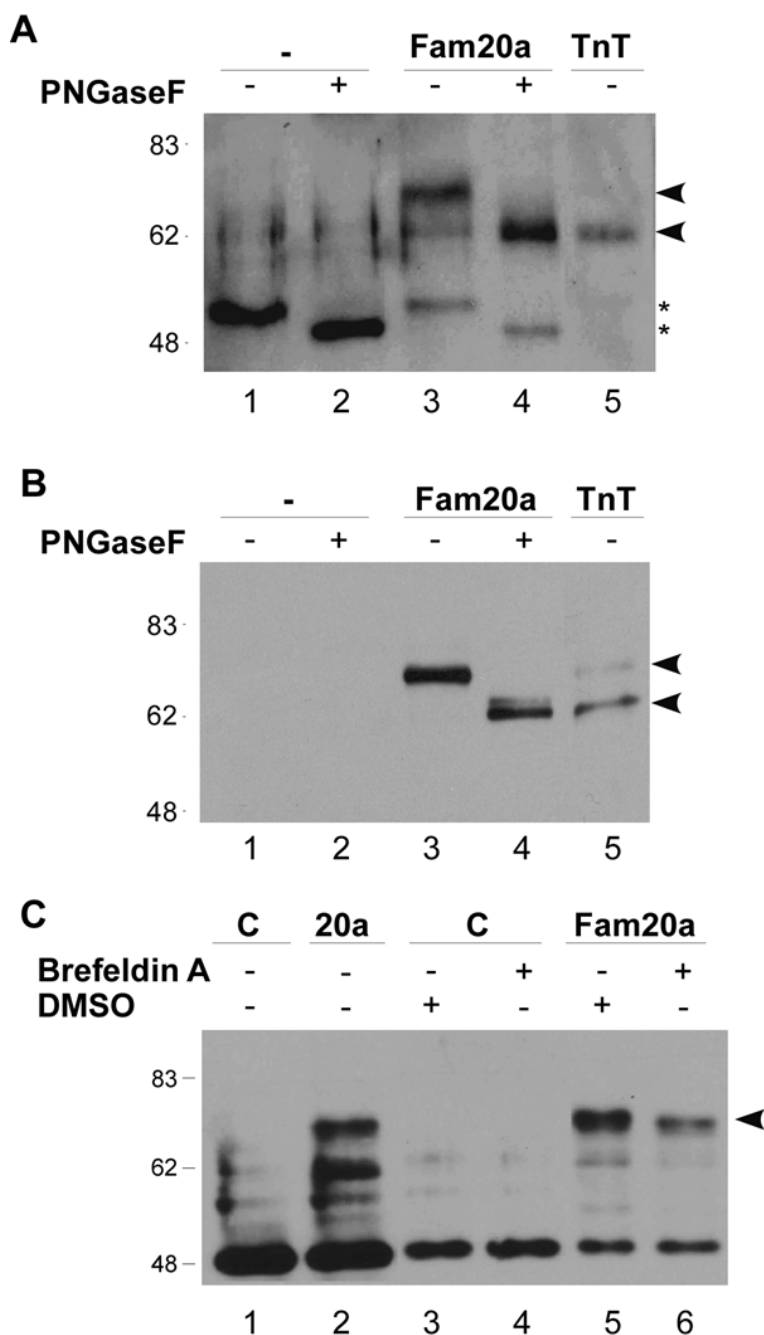 A
- Fam20a TnT
PNGaseF - + - + -
83
62
48
*
*
1 2 3 4 5
B
- Fam20a TnT
PNGaseF - + - + -
83
62
48
1 2 3 4 5
C
C 20a C Fam20a
Brefeldin A - - - + - +
DMSO - - + - + -
83
62
48
1 2 3 4 5 6